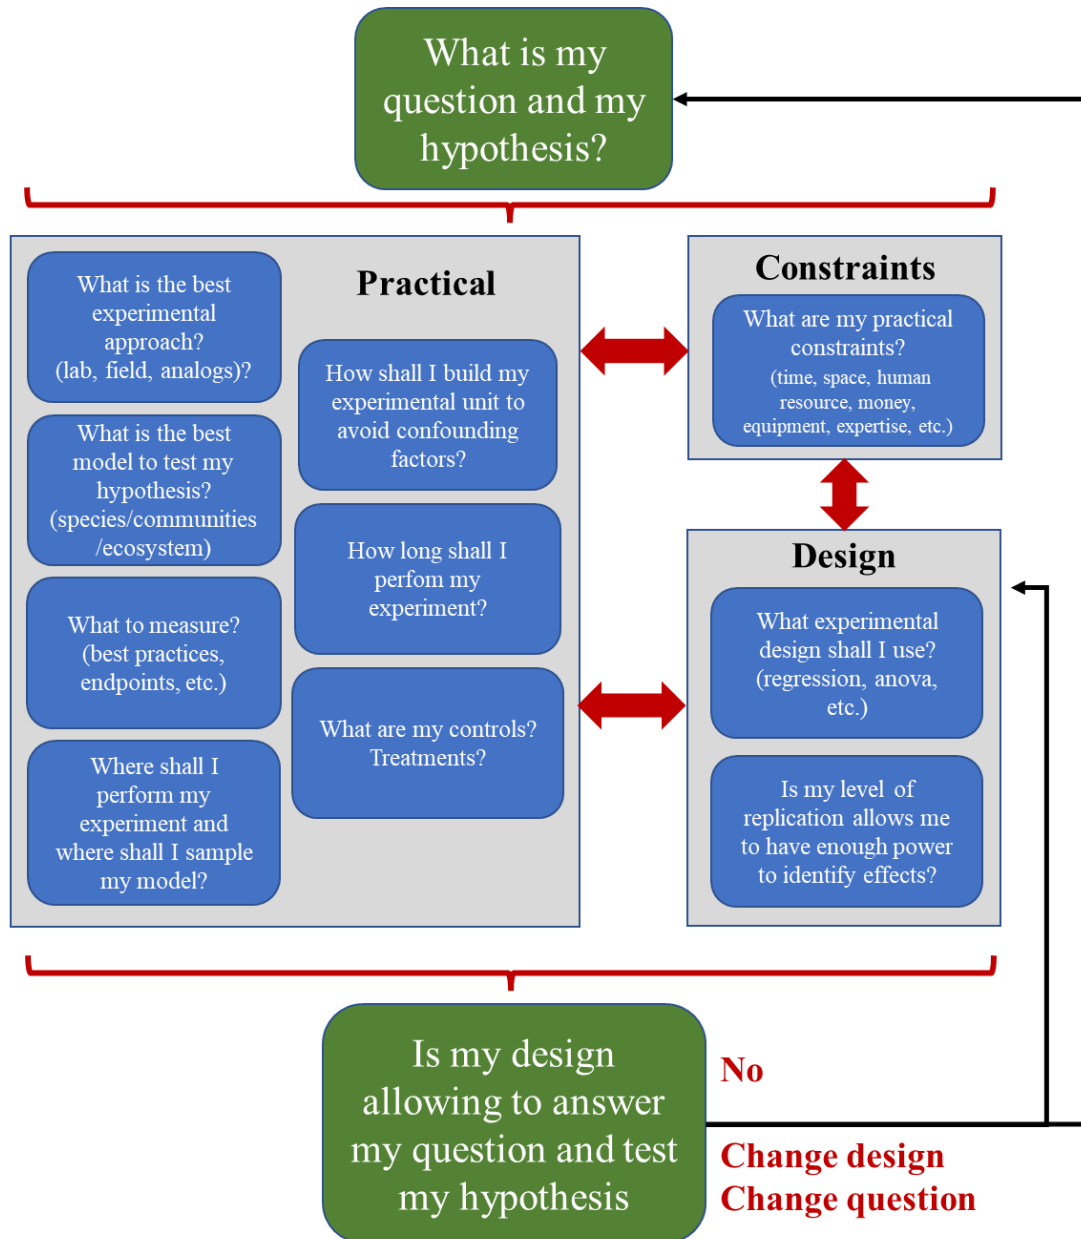 What is my
question and my
hypothesis?
Practical
What is the best
experimental
approach?
(lab, field, analogs)?
What is the best
model to test my
hypothesis?
(species/communities
/ecosystem)
What to measure?
(best practices,
endpoints, etc.)
Where shall I
perform my
experiment and
where shall I sample
my model?
How shall I build my
experimental unit to
avoid confounding
factors?
How long shall I
perfom my
experiment?
What are my controls?
Treatments?
Constraints
What are my practical
constraints?
(time, space, human
resource, money,
equipment, expertise, etc.)
Design
What experimental
design shall I use?
(regression, anova,
etc.)
Is my level of
replication allows me
to have enough power
to identify effects?
Is my design
allowing to answer
my question and test
my hypothesis
No
Change design
Change question